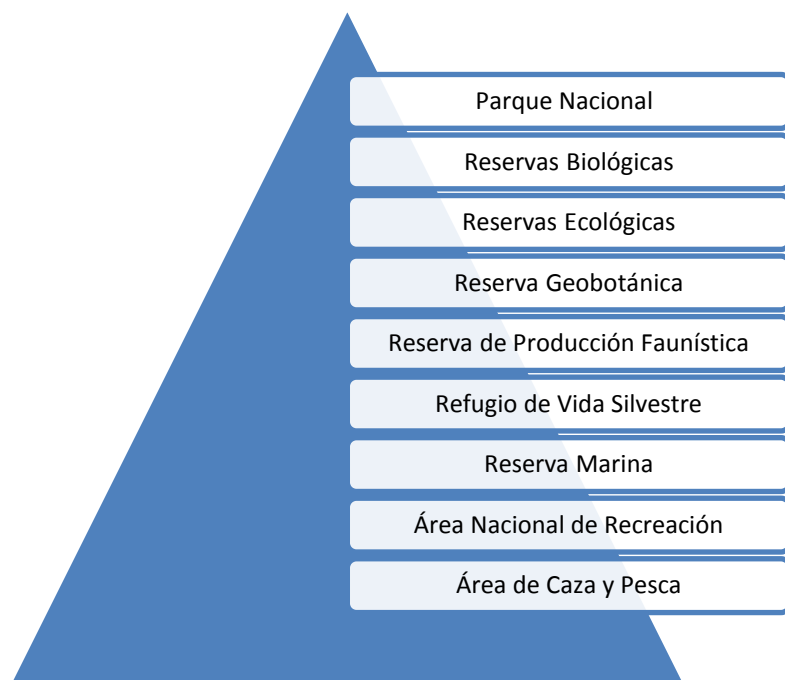 Parque Nacional
Reservas Biológicas
Reservas Ecológicas
Reserva Geobotánica
Reserva de Producción Faunística
Refugio de Vida Silvestre
Reserva Marina
Área Nacional de Recreación
Área de Caza y Pesca